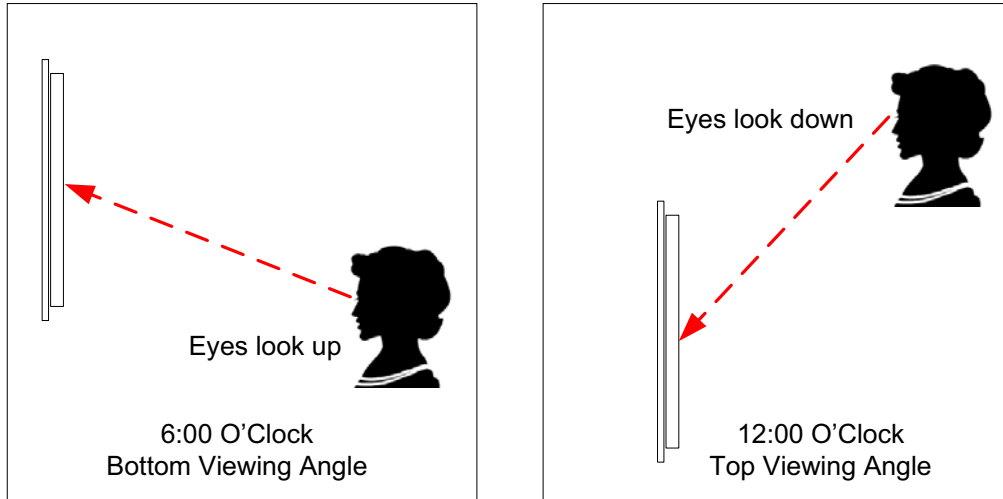 Eyes look up
6:00 O’Clock
Bottom Viewing Angle
Eyes look down
12:00 O’Clock
Top Viewing Angle